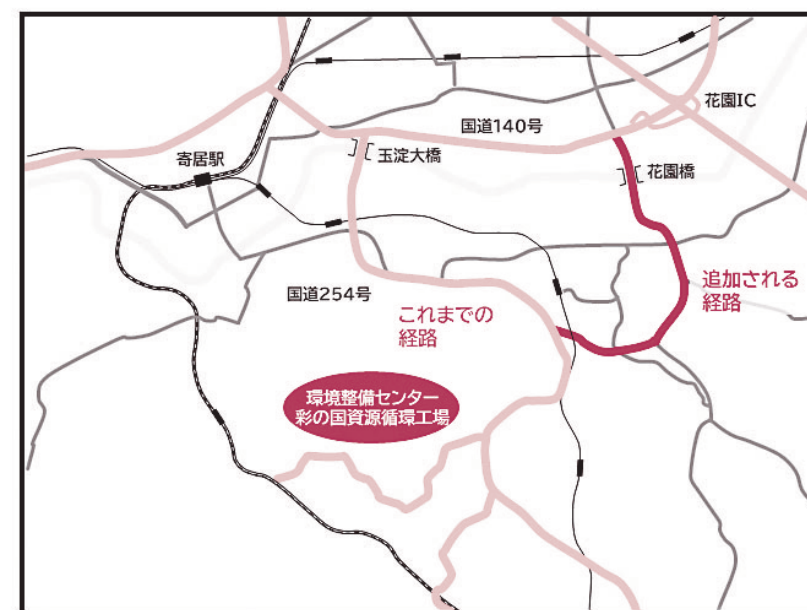 花園IC
国道140号
寄居駅
玉淀大橋
花園橋
国道254号
これまでの
経路
追加される
経路
環境整備センター
彩の国資源循環工場